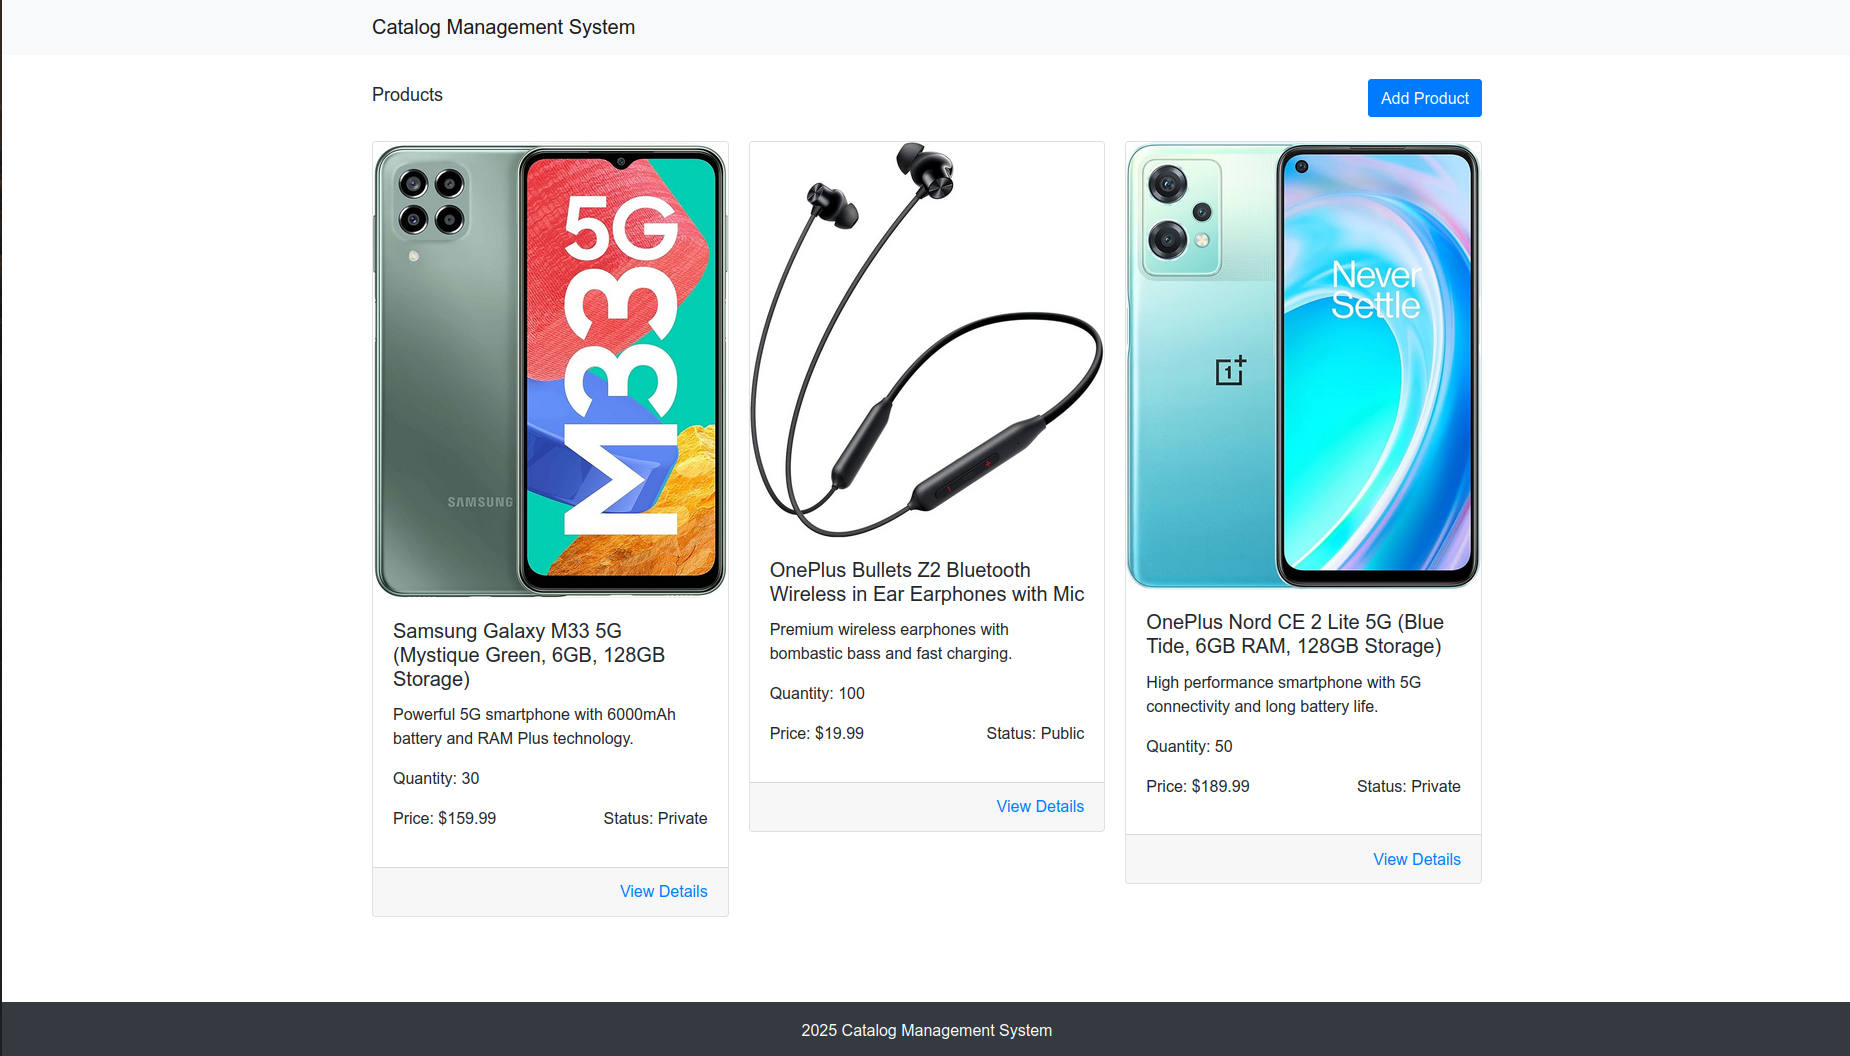 Catalog Management System
Products
Add Product
5G
M33
SAMSUNG
Samsung Galaxy M33 5G
(Mystique Green, 6GB, 128GB
Storage)
Powerful 5G smartphone with 6000mAh
battery and RAM Plus technology.
Quantity: 30
Price: $159.99 Status: Private
View Details
OnePlus Bullets Z2 Bluetooth
Wireless in Ear Earphones with Mic
Premium wireless earphones with
bombastic bass and fast charging.
Quantity: 100
Price: $19.99 Status: Public
View Details
Never
Settle
1+
OnePlus Nord CE 2 Lite 5G (Blue
Tide, 6GB RAM, 128GB Storage)
High performance smartphone with 5G
connectivity and long battery life.
Quantity: 50
Price: $189.99 Status: Private
View Details
2025 Catalog Management System